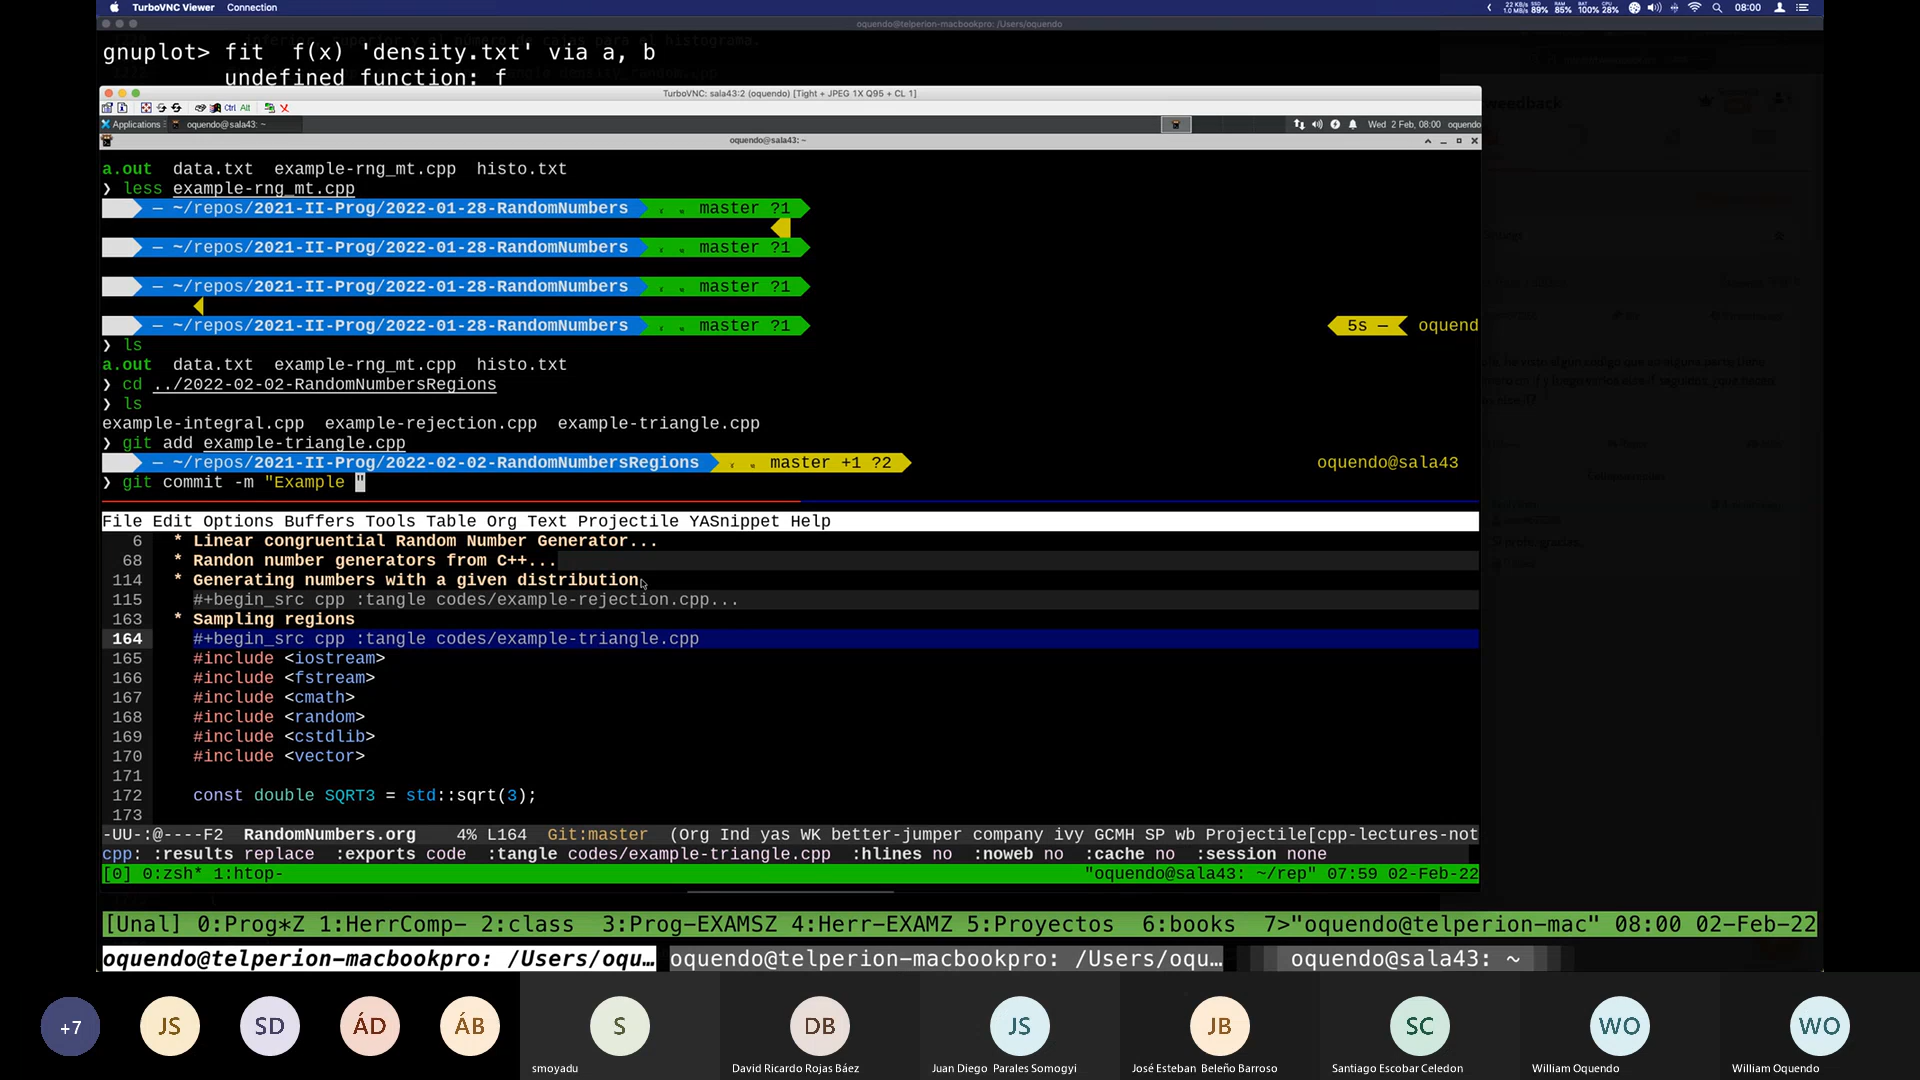 TurboVNC Viewer Connection
08:00
oquendo@telperion-macbookpro: /Users/oquendo
gnuplot> fit f(x) 'density.txt' via a, b
undefined function: f
TurboVNC: sala43:2 (oquendo) [Tight + JPEG 1X Q95 + CL 1]
Ctrl Alt
Applications oquendo@sala43: ~
Wed 2 Feb, 08:00 oquendo
oquendo@sala43: ~
a.out data.txt example-rng_mt.cpp histo.txt
❯ less example-rng_mt.cpp
— ~/repos/2021-II-Prog/2022-01-28-RandomNumbers master ?1
— ~/repos/2021-II-Prog/2022-01-28-RandomNumbers master ?1
— ~/repos/2021-II-Prog/2022-01-28-RandomNumbers master ?1
— ~/repos/2021-II-Prog/2022-01-28-RandomNumbers master ?1 5s — oquend
❯ ls
a.out data.txt example-rng_mt.cpp histo.txt
❯ cd ../2022-02-02-RandomNumbersRegions
❯ ls
example-integral.cpp example-rejection.cpp example-triangle.cpp
❯ git add example-triangle.cpp
— ~/repos/2021-II-Prog/2022-02-02-RandomNumbersRegions master +1 ?2 oquendo@sala43
❯ git commit -m "Example "
File Edit Options Buffers Tools Table Org Text Projectile YASnippet Help
6 * Linear congruential Random Number Generator...
68 * Randon number generators from C++...
114 * Generating numbers with a given distribution
115 #+begin_src cpp :tangle codes/example-rejection.cpp...
163 * Sampling regions
164 #+begin_src cpp :tangle codes/example-triangle.cpp
165 #include <iostream>
166 #include <fstream>
167 #include <cmath>
168 #include <random>
169 #include <cstdlib>
170 #include <vector>
171
172 const double SQRT3 = std::sqrt(3);
173
-UU-:@----F2 RandomNumbers.org 4% L164 Git:master (Org Ind yas WK better-jumper company ivy GCMH SP wb Projectile[cpp-lectures-not
cpp: :results replace :exports code :tangle codes/example-triangle.cpp :hlines no :noweb no :cache no :session none
[0] 0:zsh* 1:htop- "oquendo@sala43: ~/rep" 07:59 02-Feb-22
[Unal] 0:Prog*Z 1:HerrComp- 2:class 3:Prog-EXAMSZ 4:Herr-EXAMZ 5:Proyectos 6:books 7>"oquendo@telperion-mac" 08:00 02-Feb-22
oquendo@telperion-macbookpro: /Users/oqu… oquendo@telperion-macbookpro: /Users/oqu… oquendo@sala43: ~
+7 JS SD ÁD ÁB S DB JS JB SC WO WO
smoyadu David Ricardo Rojas Báez Juan Diego Parales Somogyi… José Esteban Beleño Barroso Santiago Escobar Celedon William Oquendo William Oquendo